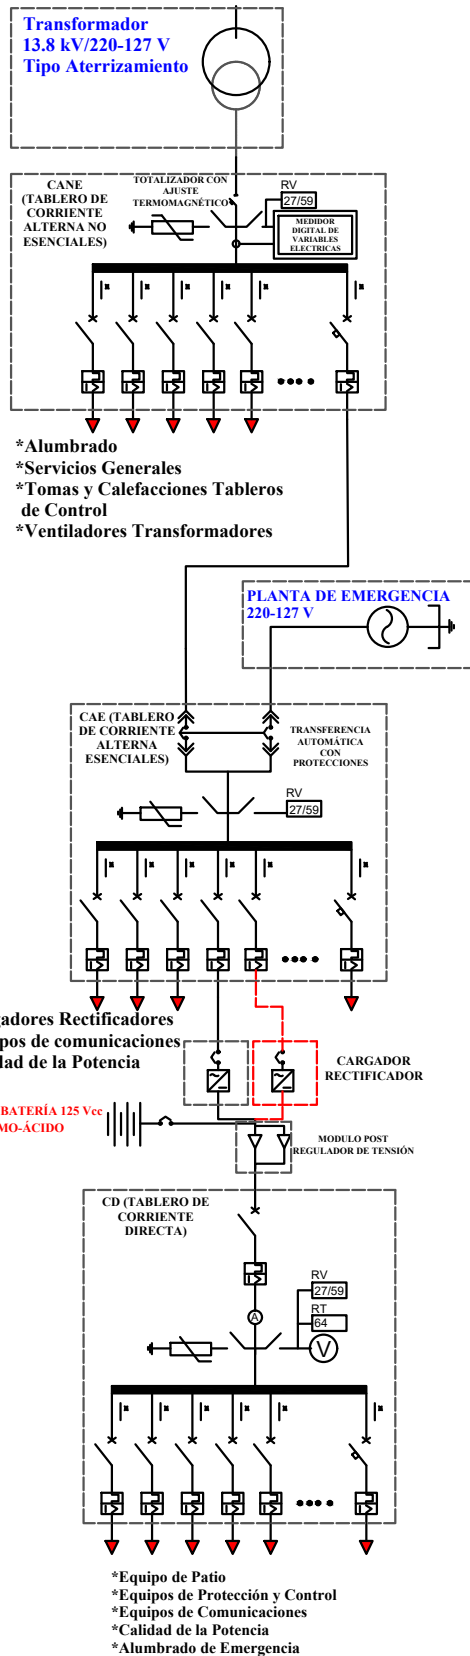 Transformador
13.8 kV/220-127 V
Tipo Aterrizamiento
CANE
(TABLERO DE
CORRIENTE
ALTERNA NO
ESENCIALES)
TOTALIZADOR CON
AJUSTE
TERMOMAGNÉTICO
RV
27/59
MEDIDOR
DIGITAL DE
VARIABLES
ELECTRICAS
*Alumbrado
*Servicios Generales
*Tomas y Calefacciones Tableros
de Control
*Ventiladores Transformadores
PLANTA DE EMERGENCIA
220-127 V
CAE (TABLERO
DE CORRIENTE
ALTERNA
ESENCIALES)
TRANSFERENCIA
AUTOMÁTICA
CON
PROTECCIONES
RV
27/59
gadores Rectificadores
pos de comunicaciones
dad de la Potencia
CARGADOR
RECTIFICADOR
BATERÍA 125 Vcc
MO-ÁCIDO
MODULO POST
REGULADOR DE TENSIÓN
CD (TABLERO DE
CORRIENTE
DIRECTA)
RV
27/59
RT
64
A
V
*Equipo de Patio
*Equipos de Protección y Control
*Equipos de Comunicaciones
*Calidad de la Potencia
*Alumbrado de Emergencia